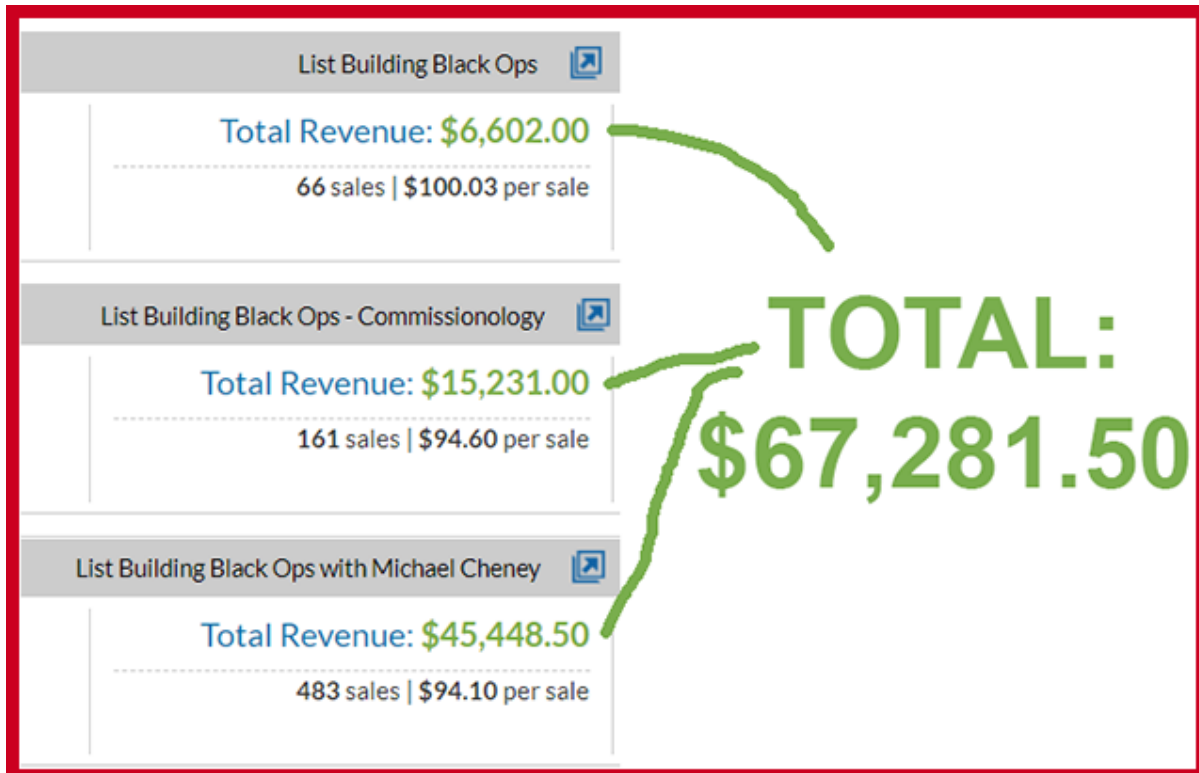 List Building Black Ops
Total Revenue: $6,602.00
66 sales | $100.03 per sale
List Building Black Ops - Commissionology
Total Revenue: $15,231.00
161 sales | $94.60 per sale
List Building Black Ops with Michael Cheney
Total Revenue: $45,448.50
483 sales | $94.10 per sale
TOTAL:
$67,281.50